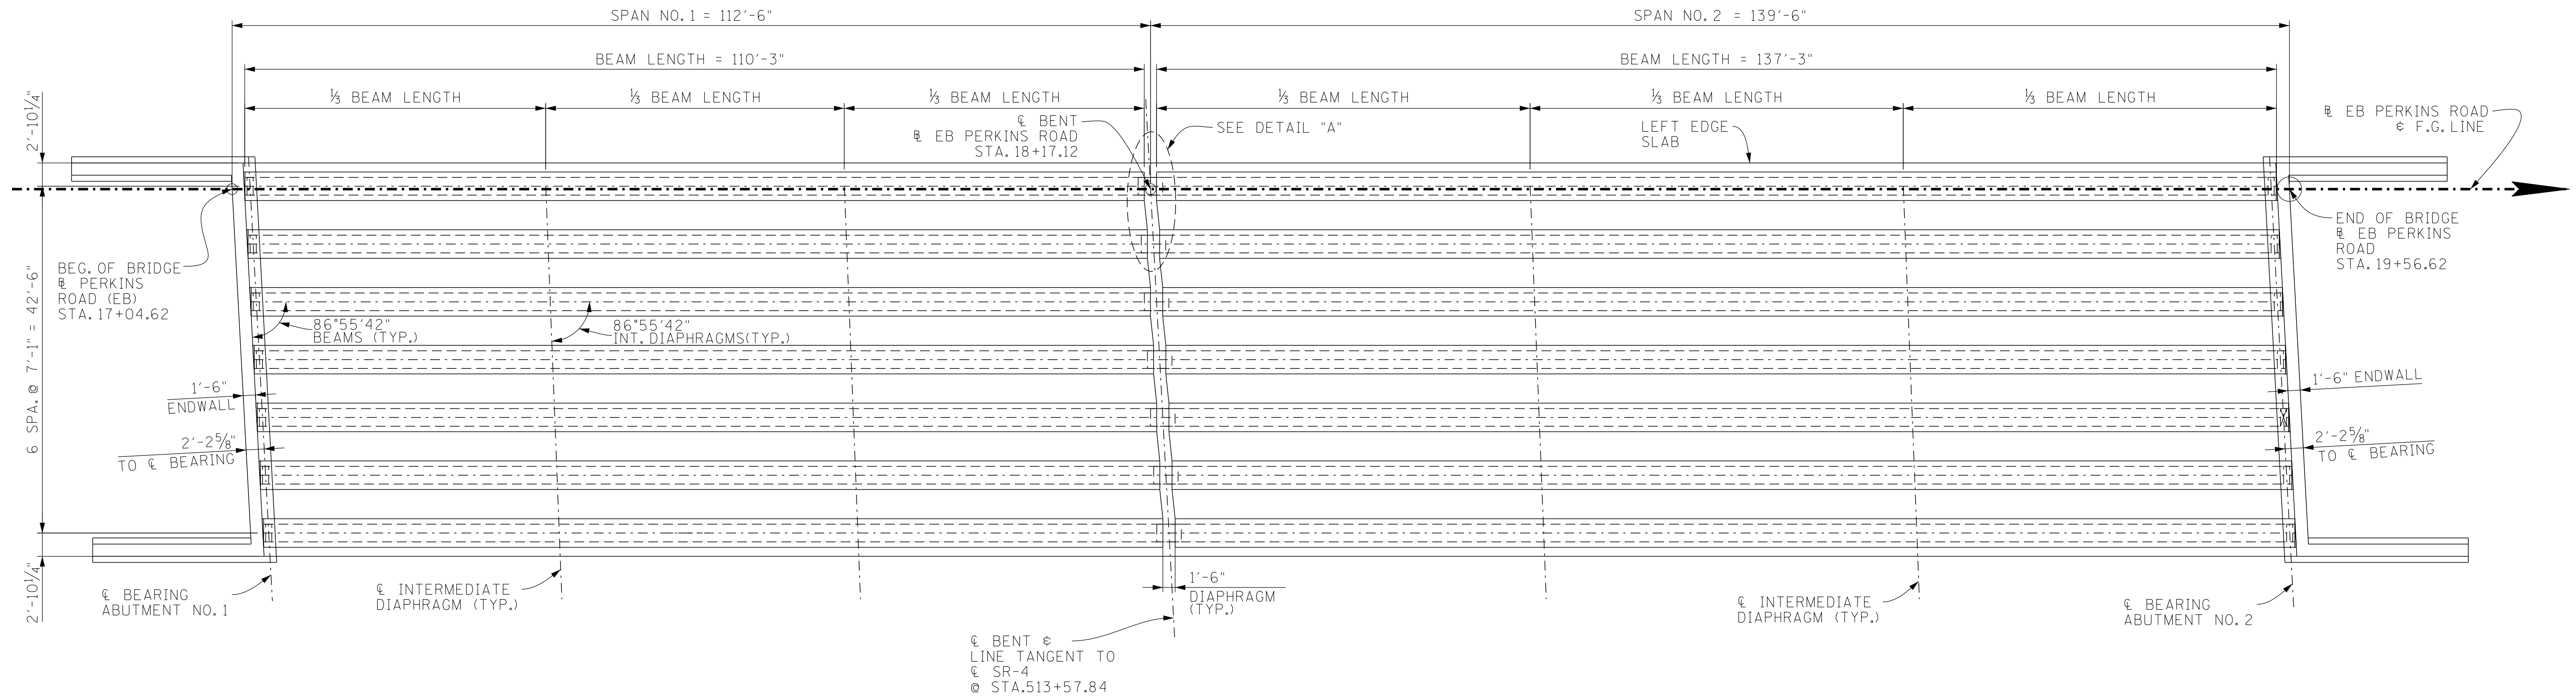 SPAN NO. 1 = 112'-6"
SPAN NO. 2 = 139'-6"
BEAM LENGTH = 110'-3"
BEAM LENGTH = 137'-3"
⅓ BEAM LENGTH
⅓ BEAM LENGTH
⅓ BEAM LENGTH
⅓ BEAM LENGTH
⅓ BEAM LENGTH
⅓ BEAM LENGTH
2'-10¼"
℄ BENT
B̵L EB PERKINS ROAD
STA. 18+17.12
SEE DETAIL "A"
LEFT EDGE
SLAB
B̵L EB PERKINS ROAD
& F.G. LINE
BEG. OF BRIDGE
B̵L PERKINS
ROAD (EB)
STA. 17+04.62
END OF BRIDGE
B̵L EB PERKINS
ROAD
STA. 19+56.62
6 SPA. @ 7'-1" = 42'-6"
86°55'42"
BEAMS (TYP.)
86°55'42"
INT. DIAPHRAGMS(TYP.)
1'-6"
ENDWALL
1'-6" ENDWALL
2'-2⅝"
TO ℄ BEARING
2'-2⅝"
TO ℄ BEARING
2'-10¼"
℄ BEARING
ABUTMENT NO. 1
℄ INTERMEDIATE
DIAPHRAGM (TYP.)
1'-6"
DIAPHRAGM
(TYP.)
℄ INTERMEDIATE
DIAPHRAGM (TYP.)
℄ BEARING
ABUTMENT NO. 2
℄ BENT &
LINE TANGENT TO
℄ SR-4
@ STA. 513+57.84